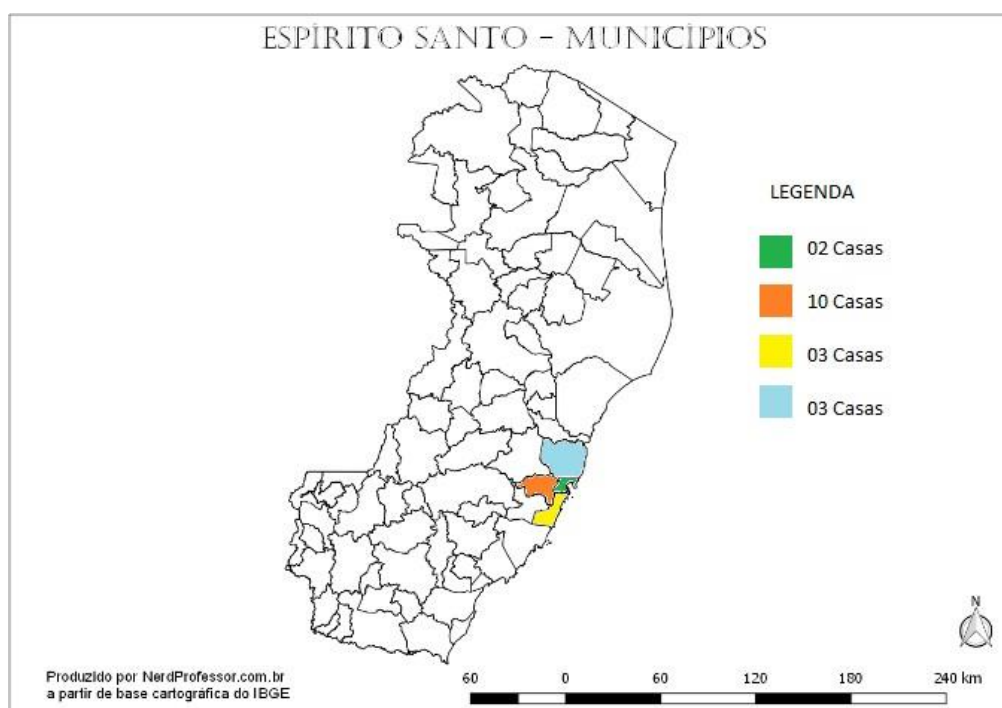 ESPÍRITO SANTO - MUNICÍPIOS
LEGENDA
02 Casas
10 Casas
03 Casas
03 Casas
N
Produzido por NerdProfessor.com.br
a partir de base cartográfica do IBGE
60 0 60 120 180 240 km